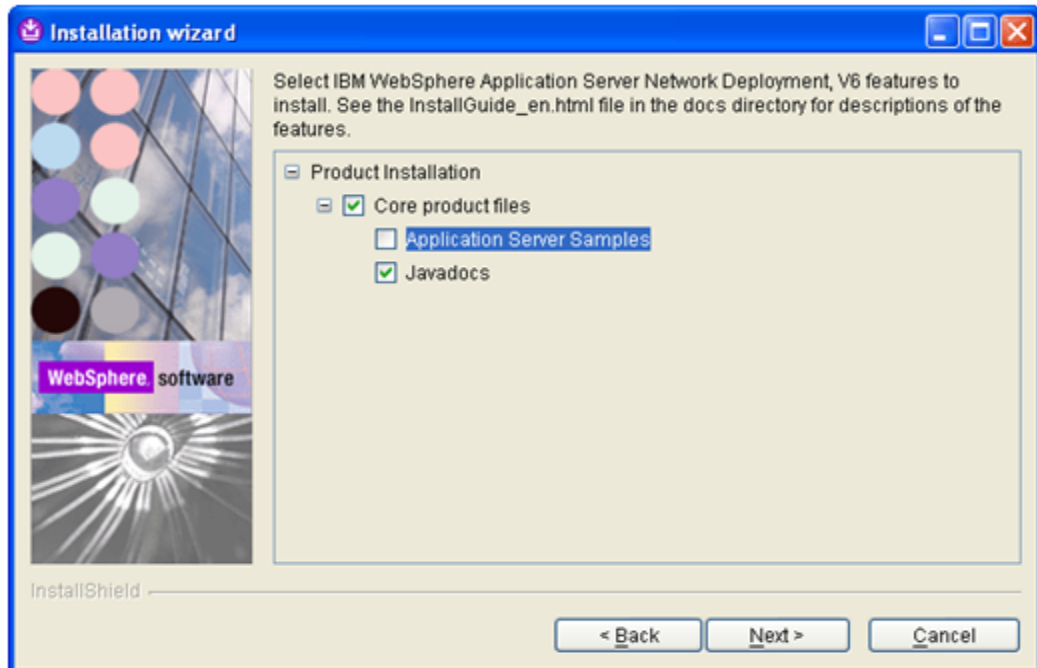 Installation wizard
Select IBM WebSphere Application Server Network Deployment, V6 features to
install. See the InstallGuide_en.html file in the docs directory for descriptions of the
features.
Product Installation
Core product files
Application Server Samples
Javadocs
WebSphere. software
InstallShield
< Back Next > Cancel